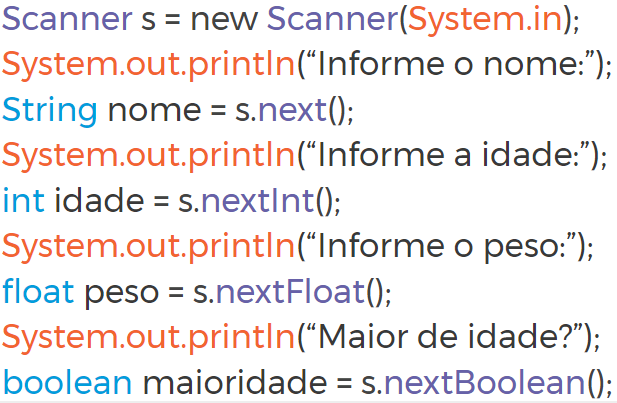 Scanner s = new Scanner(System.in);
System.out.println(“Informe o nome:”);
String nome = s.next();
System.out.println(“Informe a idade:”);
int idade = s.nextInt();
System.out.println(“Informe o peso:”);
float peso = s.nextFloat();
System.out.println(“Maior de idade?”);
boolean maioridade = s.nextBoolean();